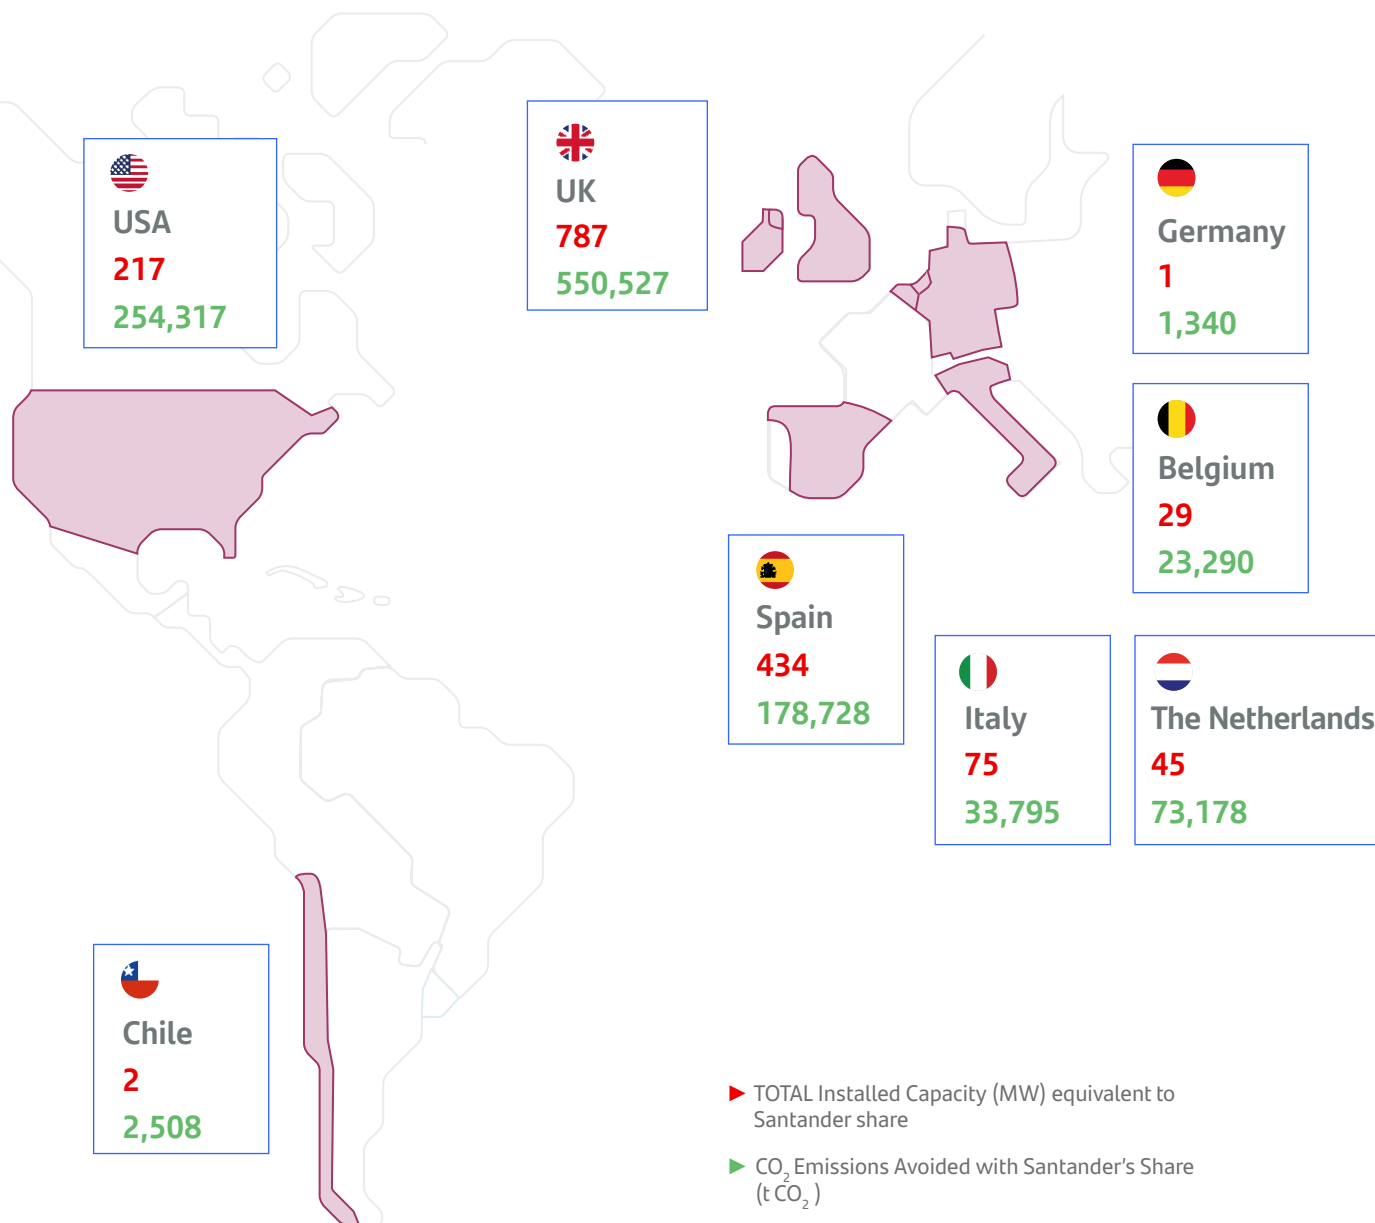 USA
217
254,317
UK
787
550,527
Germany
1
1,340
Belgium
29
23,290
Spain
434
178,728
Italy
75
33,795
The Netherlands
45
73,178
Chile
2
2,508
TOTAL Installed Capacity (MW) equivalent to
Santander share
CO₂ Emissions Avoided with Santander’s Share
(t CO₂ )